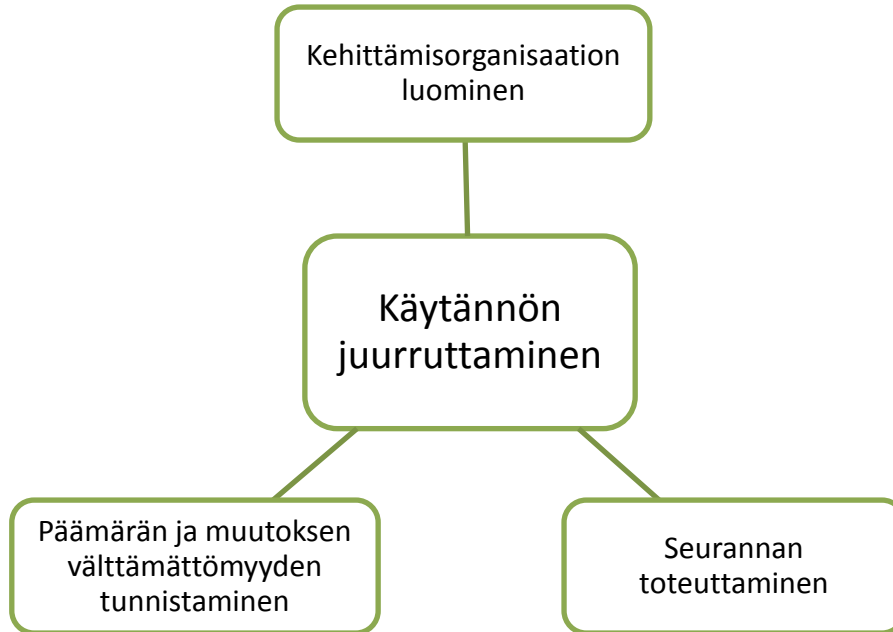 Kehittämisorganisaation
luominen
Käytännön
juurruttaminen
Päämärän ja muutoksen
välttämättömyyden
tunnistaminen
Seurannan
toteuttaminen